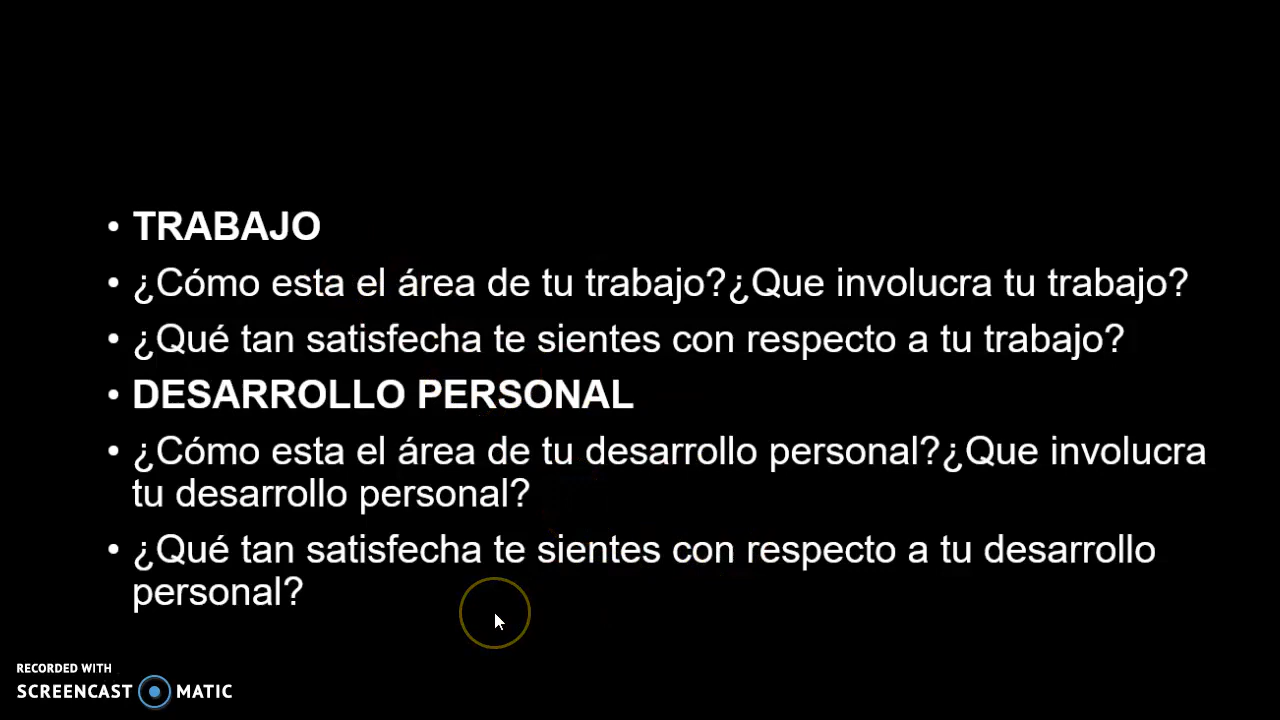 • TRABAJO
• ¿Cómo esta el área de tu trabajo?¿Que involucra tu trabajo?
• ¿Qué tan satisfecha te sientes con respecto a tu trabajo?
• DESARROLLO PERSONAL
• ¿Cómo esta el área de tu desarrollo personal?¿Que involucra
tu desarrollo personal?
• ¿Qué tan satisfecha te sientes con respecto a tu desarrollo
personal?
RECORDED WITH
SCREENCAST MATIC